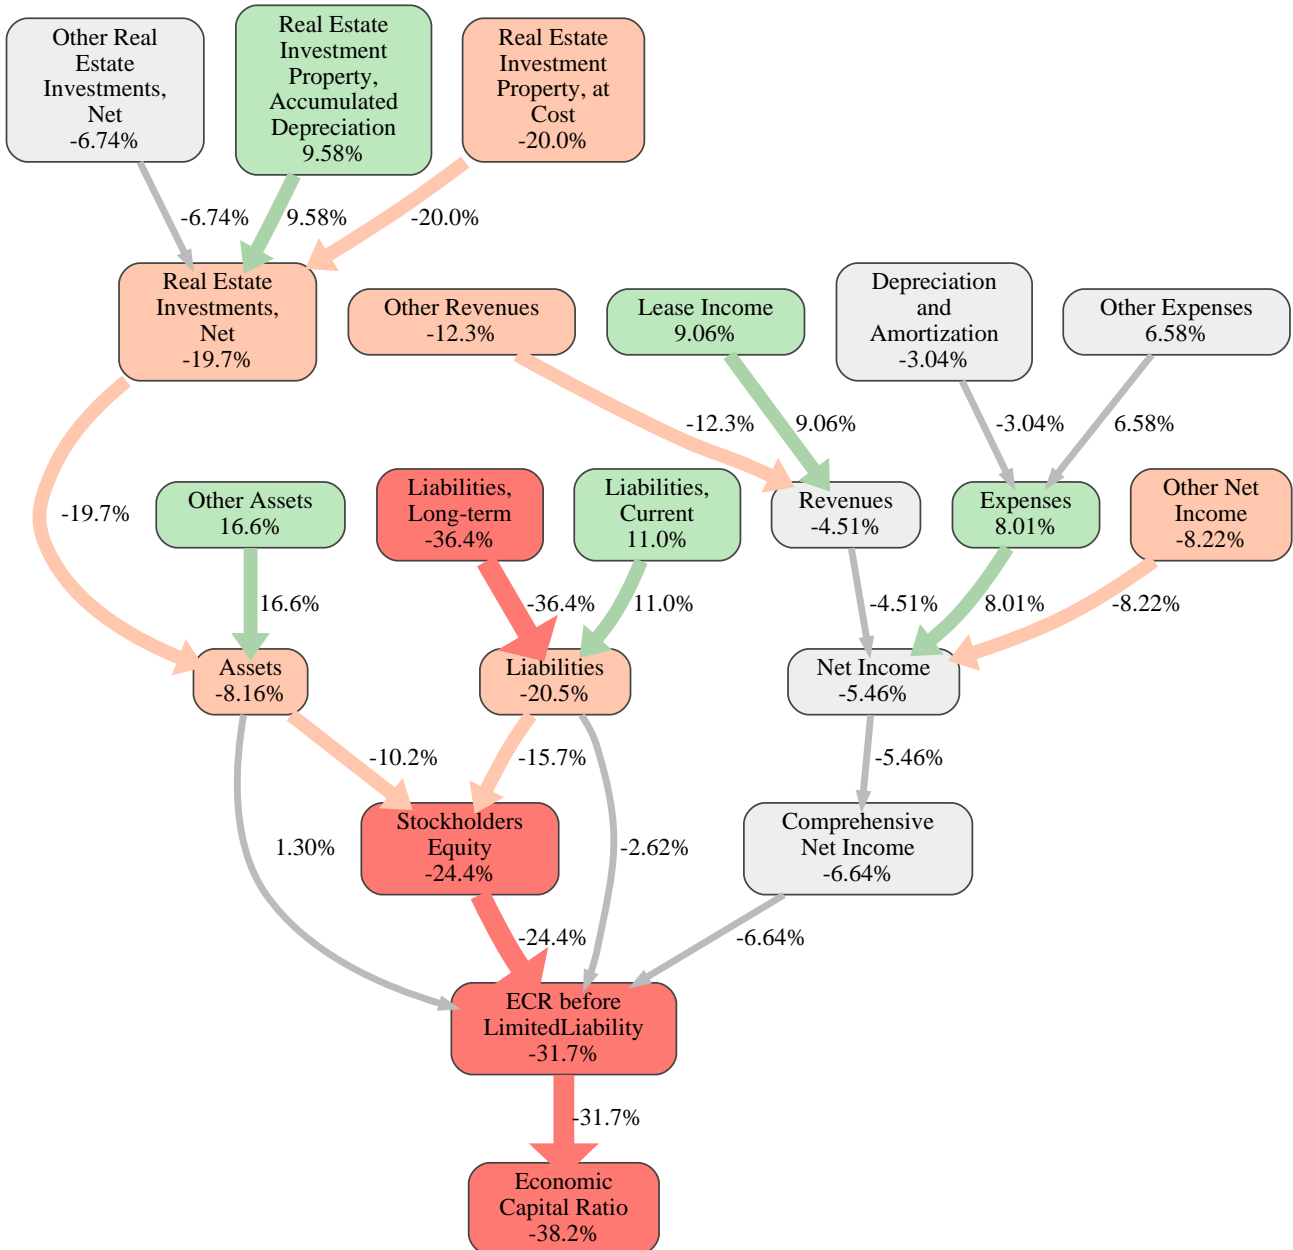 Other Real
Estate
Investments,
Net
-6.74%
Real Estate
Investment
Property,
Accumulated
Depreciation
9.58%
Real Estate
Investment
Property, at
Cost
-20.0%
-6.74%
9.58%
-20.0%
Real Estate
Investments,
Net
-19.7%
Other Revenues
-12.3%
Lease Income
9.06%
Depreciation
and
Amortization
-3.04%
Other Expenses
6.58%
-12.3%
9.06%
-3.04%
6.58%
-19.7%
Other Assets
16.6%
Liabilities,
Long-term
-36.4%
Liabilities,
Current
11.0%
Revenues
-4.51%
Expenses
8.01%
Other Net
Income
-8.22%
16.6%
-36.4%
11.0%
-4.51%
8.01%
-8.22%
Assets
-8.16%
Liabilities
-20.5%
Net Income
-5.46%
-10.2%
-15.7%
-5.46%
1.30%
Stockholders
Equity
-24.4%
-2.62%
Comprehensive
Net Income
-6.64%
-24.4%
-6.64%
ECR before
LimitedLiability
-31.7%
-31.7%
Economic
Capital Ratio
-38.2%